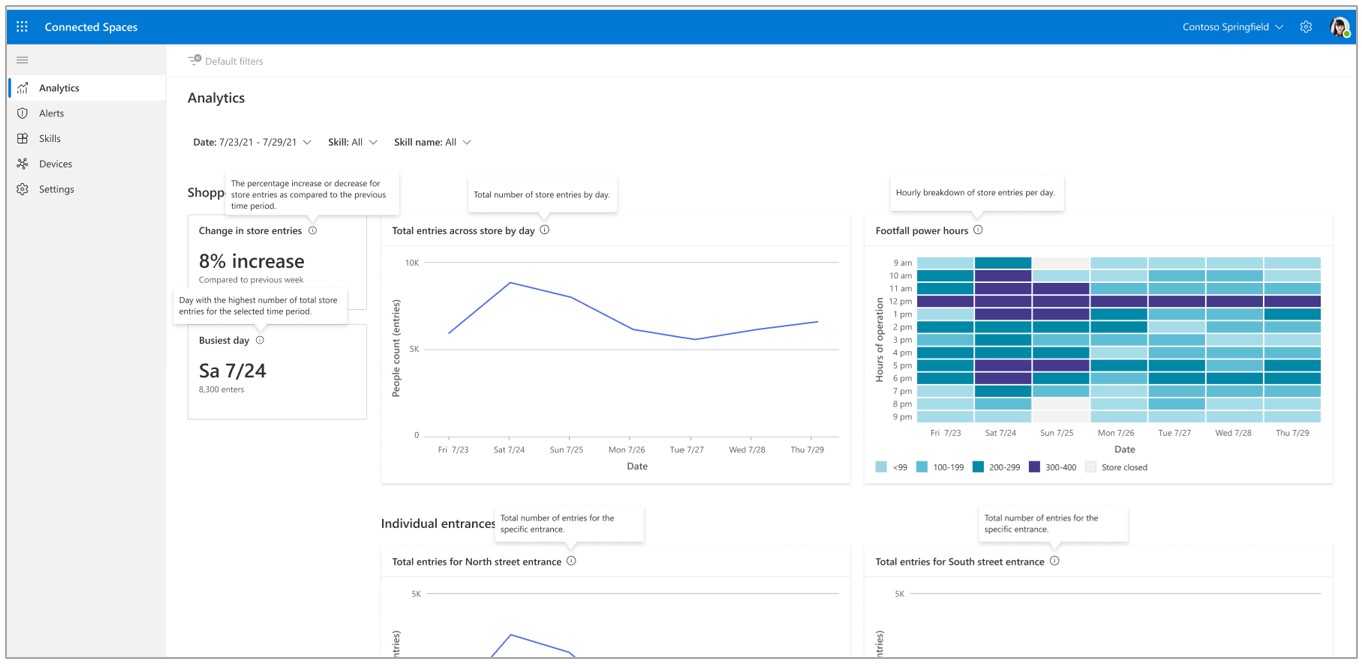 Connected Spaces
Contoso Springfield
Default filters
Analytics
Alerts
Skills
Devices
Settings
Analytics
Date: 7/23/21 - 7/29/21
Skill: All
Skill name: All
Shopp
The percentage increase or decrease for
store entries as compared to the previous
time period.
Change in store entries
8% increase
Compared to previous week
Day with the highest number of total store
entries for the selected time period.
Busiest day
Sa 7/24
8,300 enters
Total number of store entries by day.
Total entries across store by day
People count (entries)
10K
5K
0
Fri 7/23
Sat 7/24
Sun 7/25
Mon 7/26
Tue 7/27
Wed 7/28
Thu 7/29
Date
Hourly breakdown of store entries per day.
Footfall power hours
Hours of operation
9 am
10 am
11 am
12 pm
1 pm
2 pm
3 pm
4 pm
5 pm
6 pm
7 pm
8 pm
9 pm
Fri 7/23
Sat 7/24
Sun 7/25
Mon 7/26
Tue 7/27
Wed 7/28
Thu 7/29
Date
<99
100-199
200-299
300-400
Store closed
Individual entrances
Total number of entries for the
specific entrance.
Total entries for North street entrance
5K
ntries)
Total number of entries for the
specific entrance.
Total entries for South street entrance
5K
ntries)